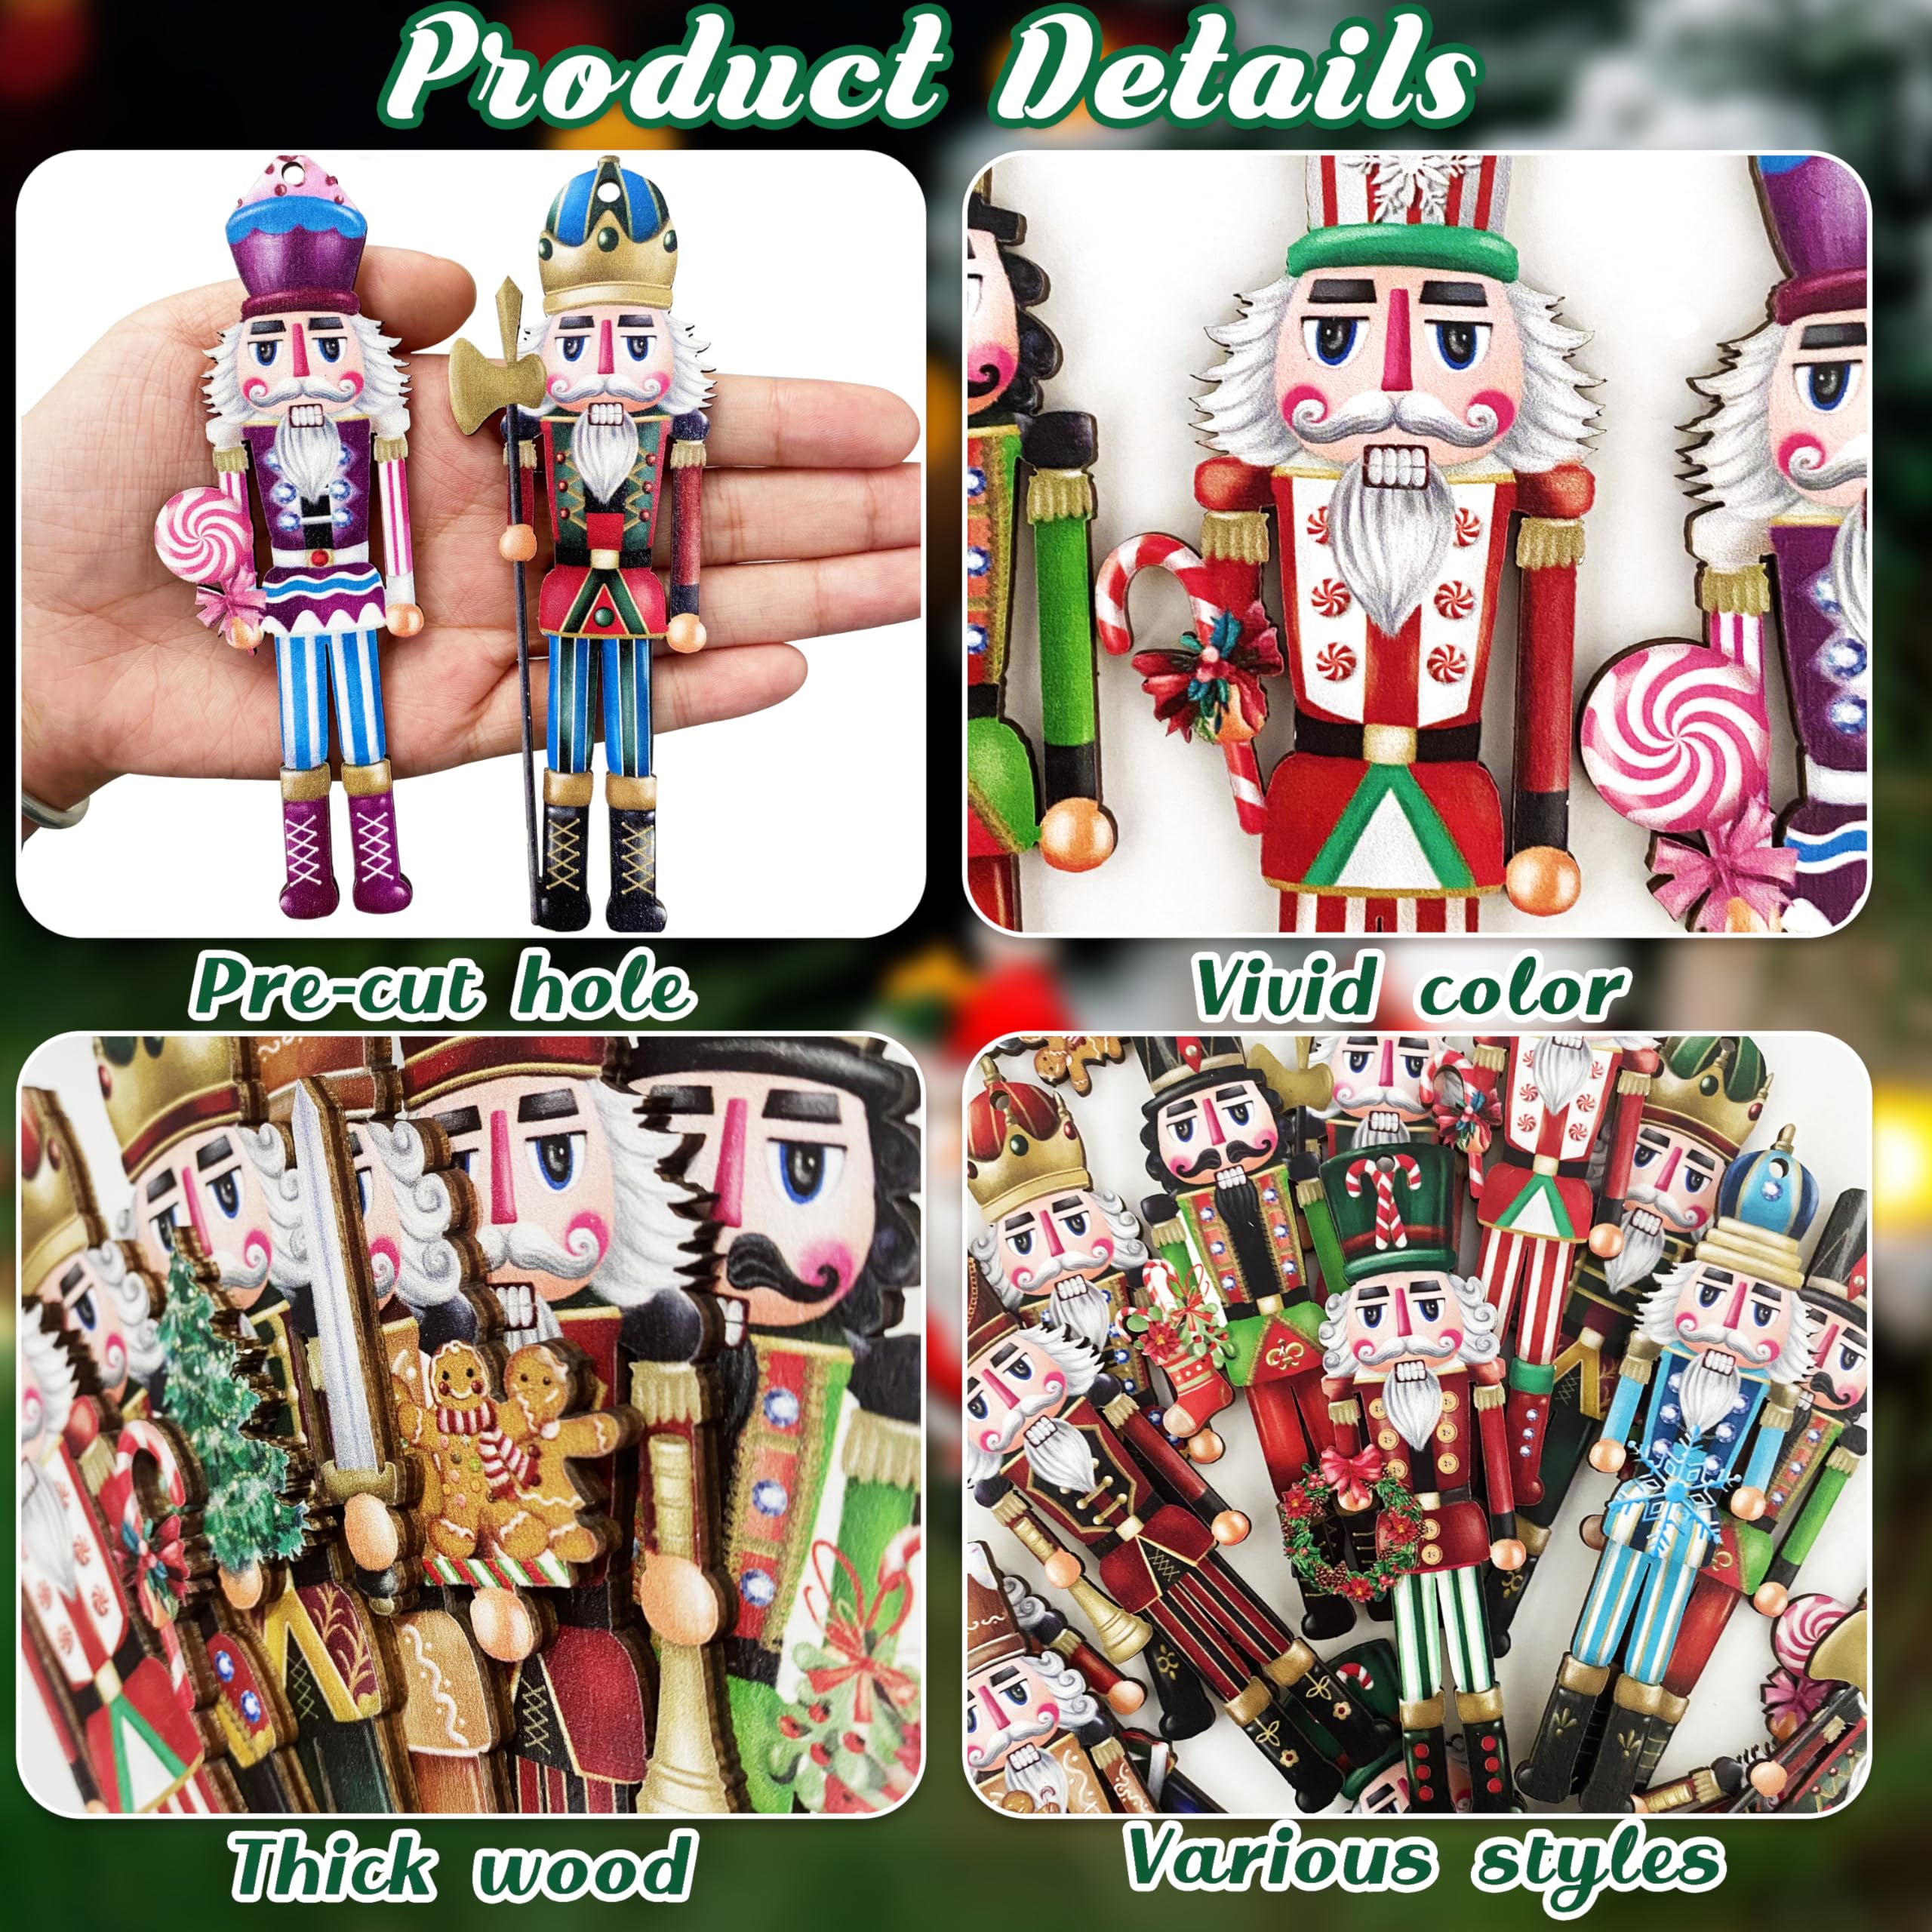 Product Details
Pre-cut hole
Vivid color
Thick wood
Various styles